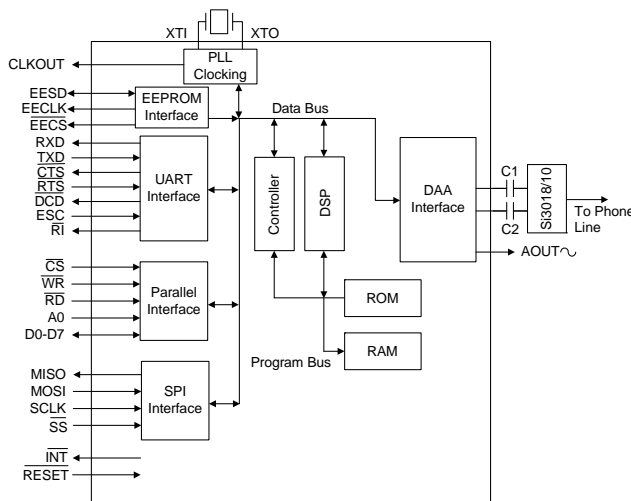 XTI XTO
CLKOUT
PLL
Clocking
EESD
EECLK
EECS
EEPROM
Interface
Data Bus
RXD
TXD
CTS
RTS
DCD
ESC
RI
UART
Interface
Controller
DSP
DAA
Interface
C1
C2
Si3018/10
To Phone
Line
AOUT
CS
WR
RD
A0
D0-D7
Parallel
Interface
ROM
RAM
Program Bus
MISO
MOSI
SCLK
SS
SPI
Interface
INT
RESET